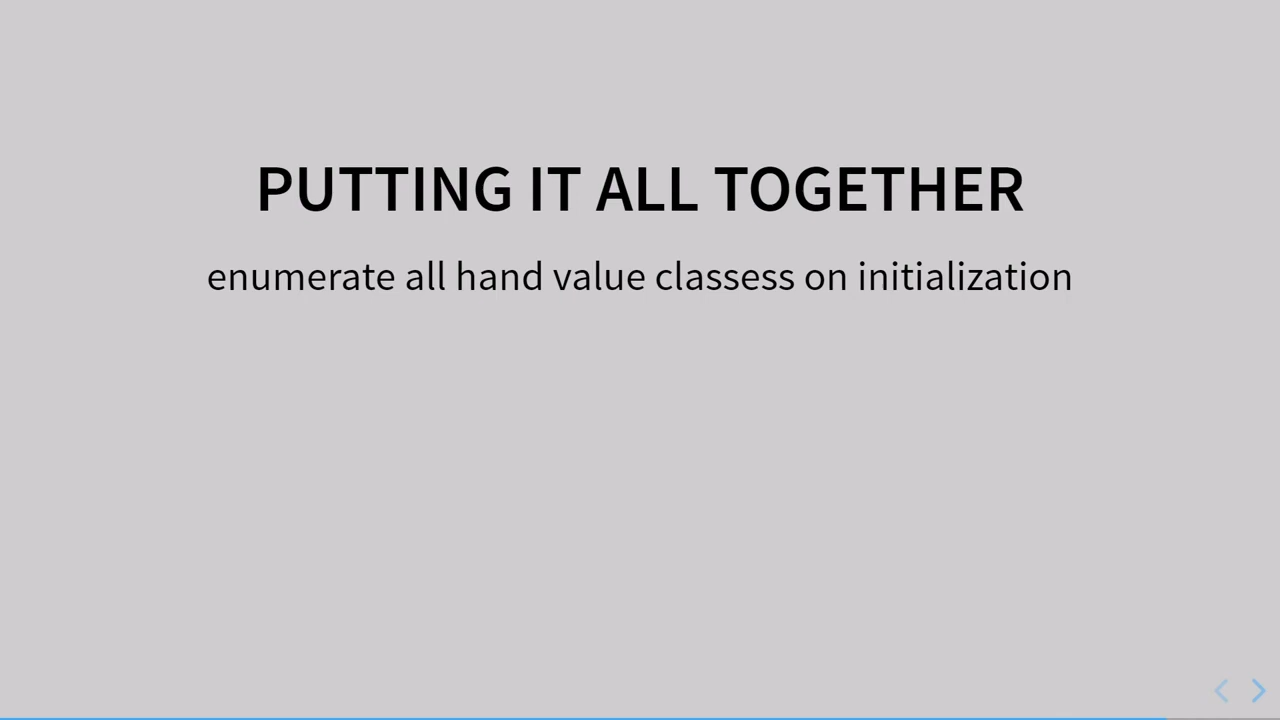 PUTTING IT ALL TOGETHER
enumerate all hand value classess on initialization